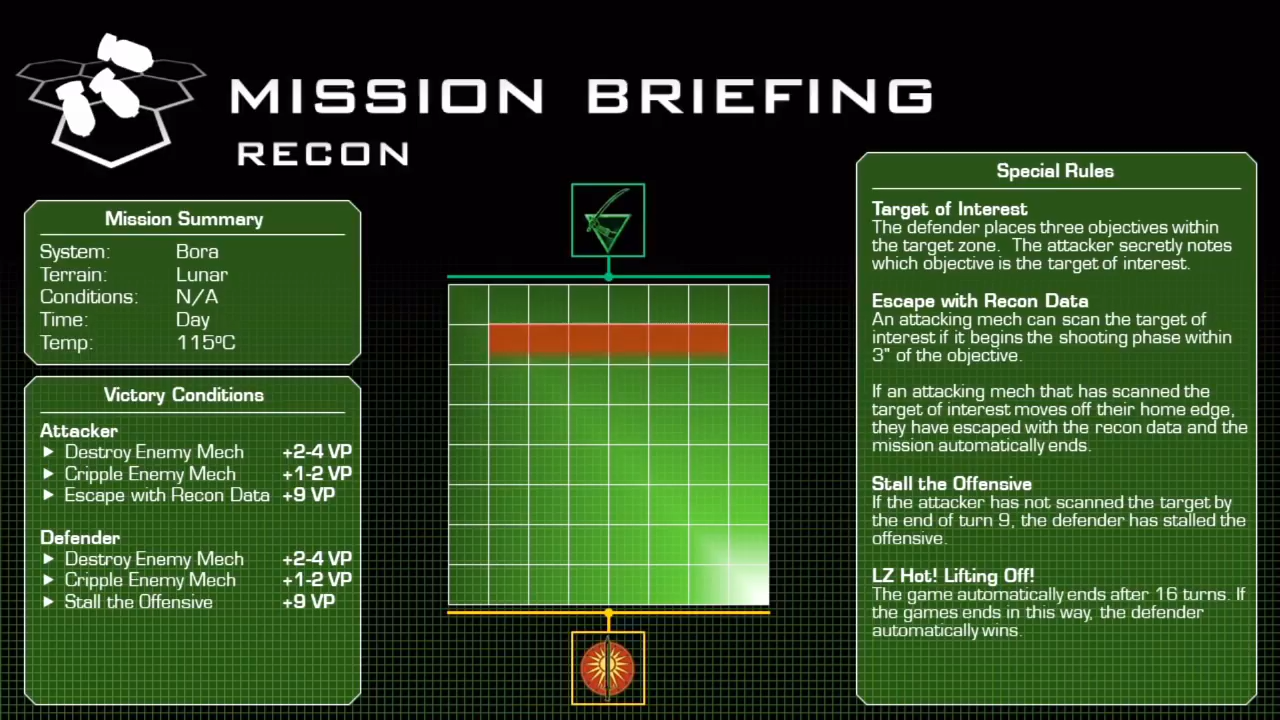 MISSION BRIEFING
RECON
Mission Summary
System: Bora
Terrain: Lunar
Conditions: N/A
Time: Day
Temp: 115ºC
Victory Conditions
Attacker
Destroy Enemy Mech +2-4 VP
Cripple Enemy Mech +1-2 VP
Escape with Recon Data +9 VP
Defender
Destroy Enemy Mech +2-4 VP
Cripple Enemy Mech +1-2 VP
Stall the Offensive +9 VP
Special Rules
Target of Interest
The defender places three objectives within
the target zone. The attacker secretly notes
which objective is the target of interest.
Escape with Recon Data
An attacking mech can scan the target of
interest if it begins the shooting phase within
3" of the objective.
If an attacking mech that has scanned the
target of interest moves off their home edge,
they have escaped with the recon data and the
mission automatically ends.
Stall the Offensive
If the attacker has not scanned the target by
the end of turn 9, the defender has stalled the
offensive.
LZ Hot! Lifting Off!
The game automatically ends after 16 turns. If
the games ends in this way, the defender
automatically wins.